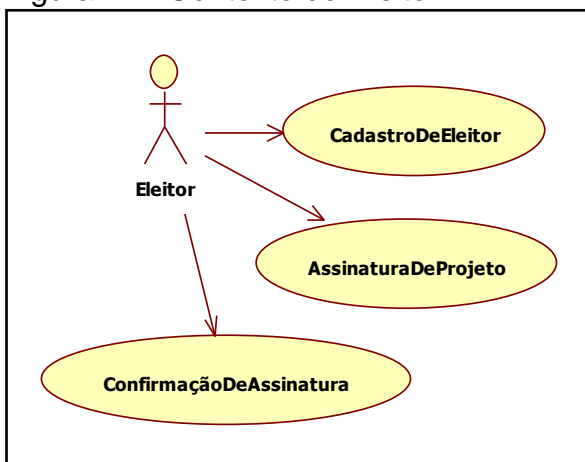 CadastroDeEleitor
Eleitor
AssinaturaDeProjeto
ConfirmaçãoDeAssinatura